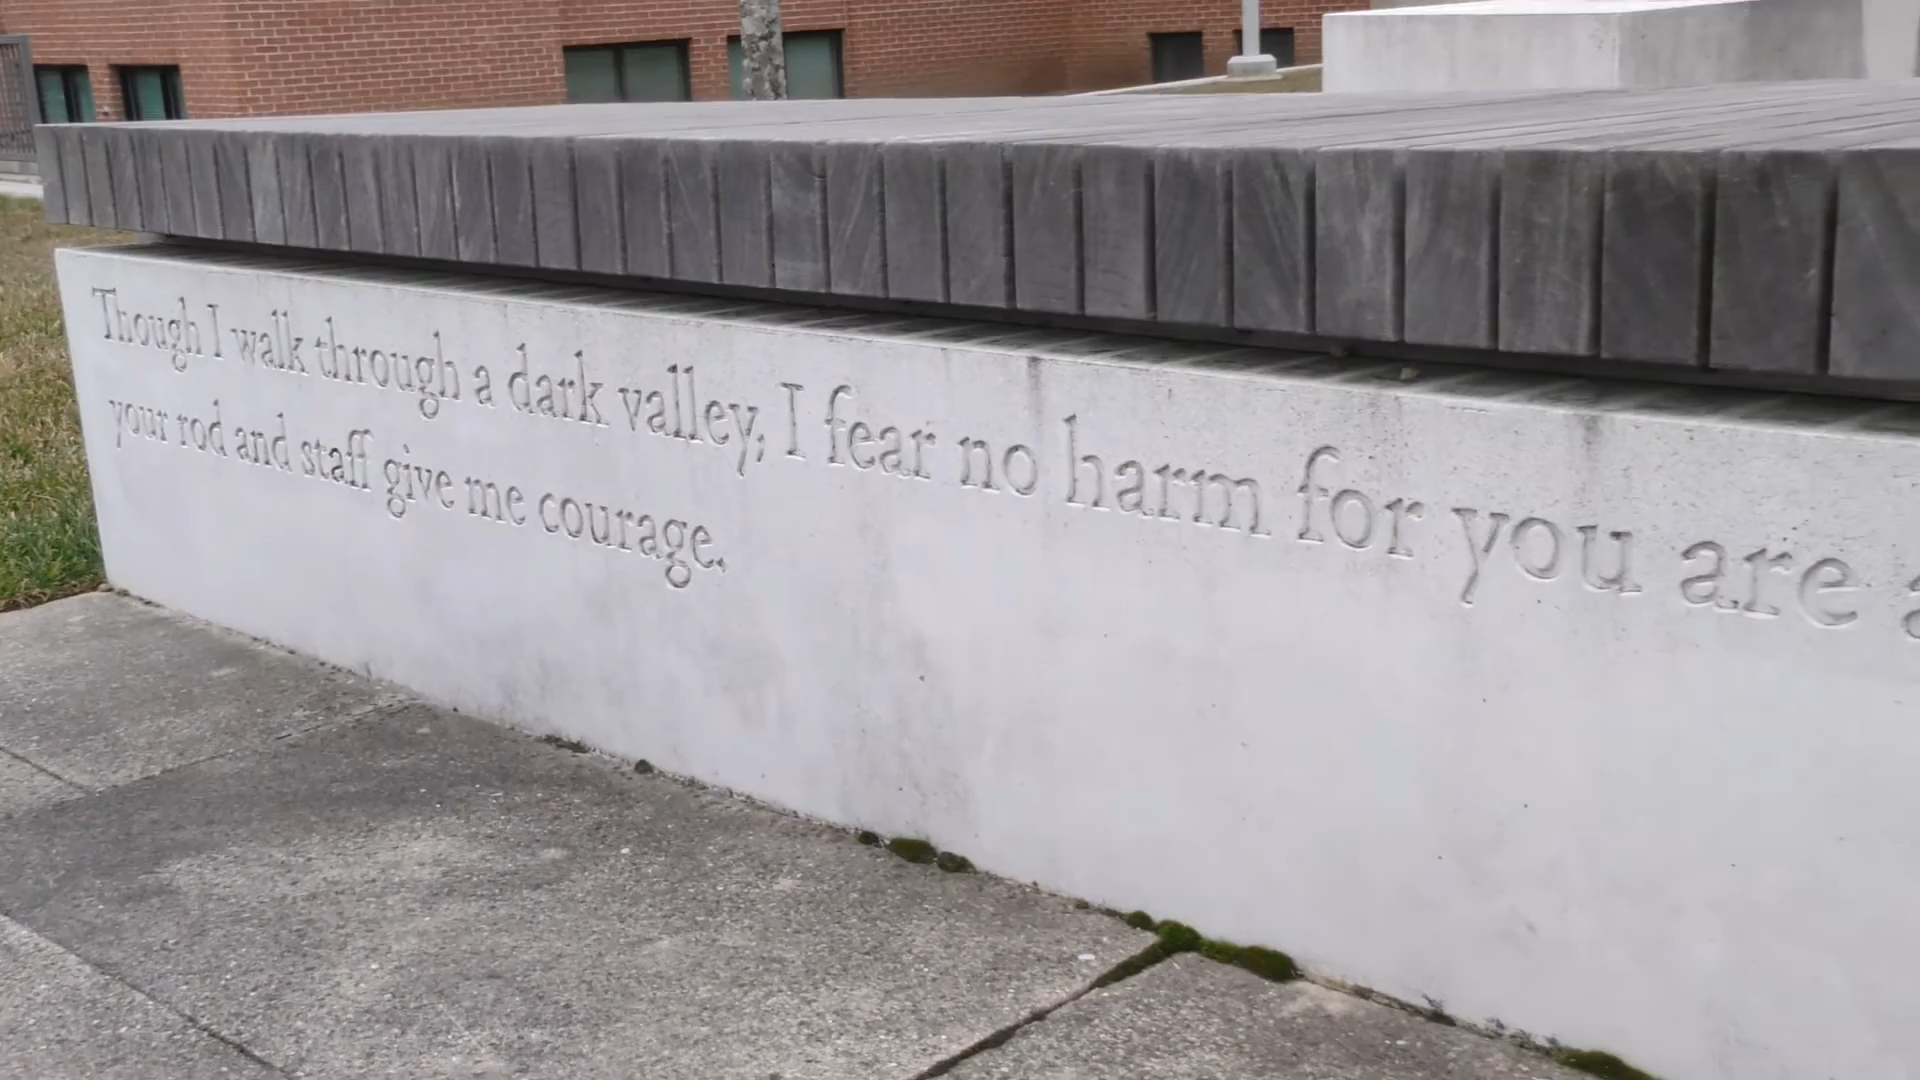 Though I walk through a dark valley, I fear no harm for you are
your rod and staff give me courage.